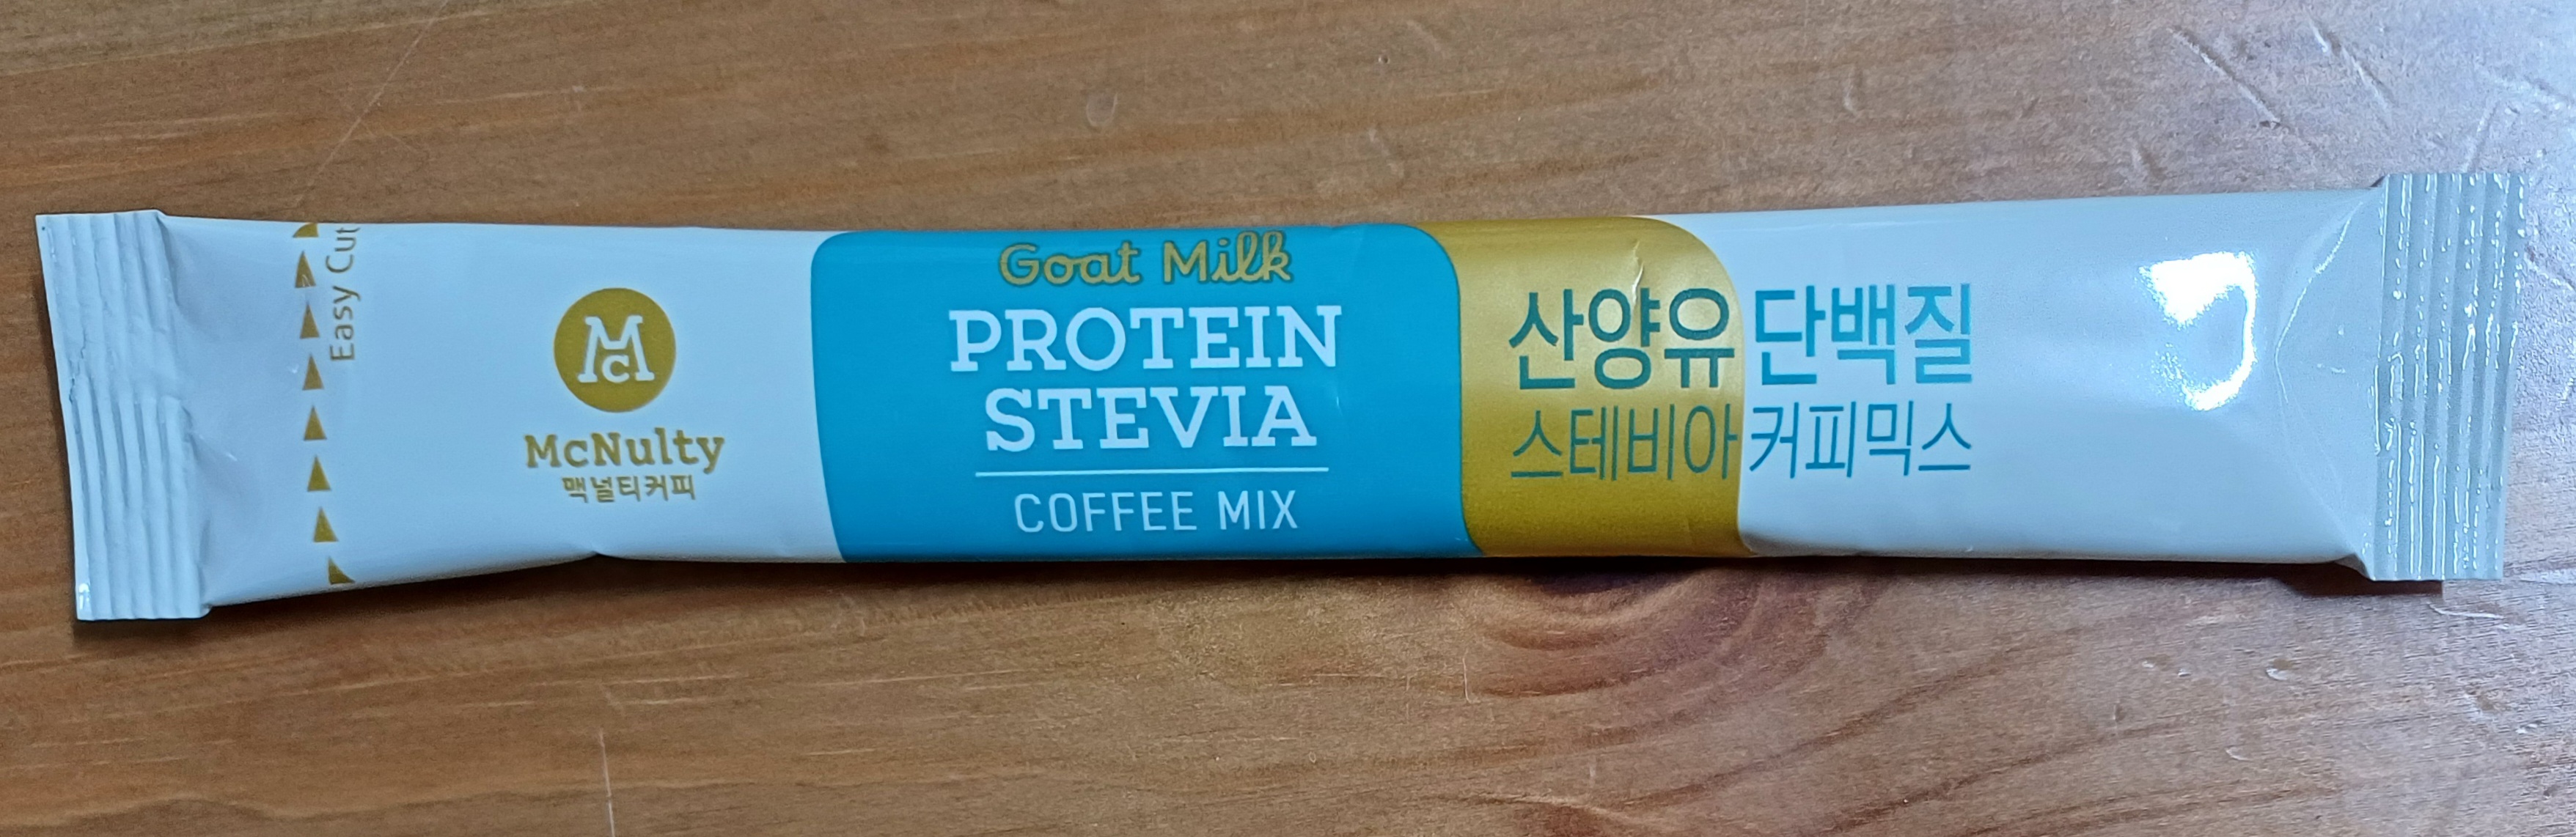 Easy Cut
Mc
McNulty
맥널티커피
Goat Milk
PROTEIN
STEVIA
COFFEE MIX
산양유 단백질
스테비아 커피믹스